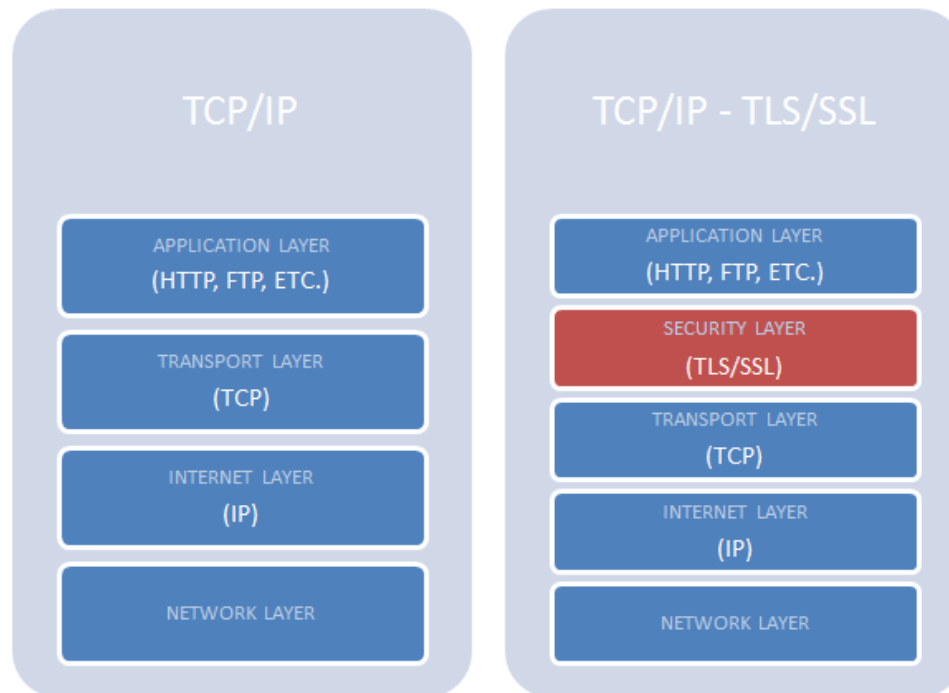 TCP/IP
APPLICATION LAYER
(HTTP, FTP, ETC.)
TRANSPORT LAYER
(TCP)
INTERNET LAYER
(IP)
NETWORK LAYER
TCP/IP - TLS/SSL
APPLICATION LAYER
(HTTP, FTP, ETC.)
SECURITY LAYER
(TLS/SSL)
TRANSPORT LAYER
(TCP)
INTERNET LAYER
(IP)
NETWORK LAYER